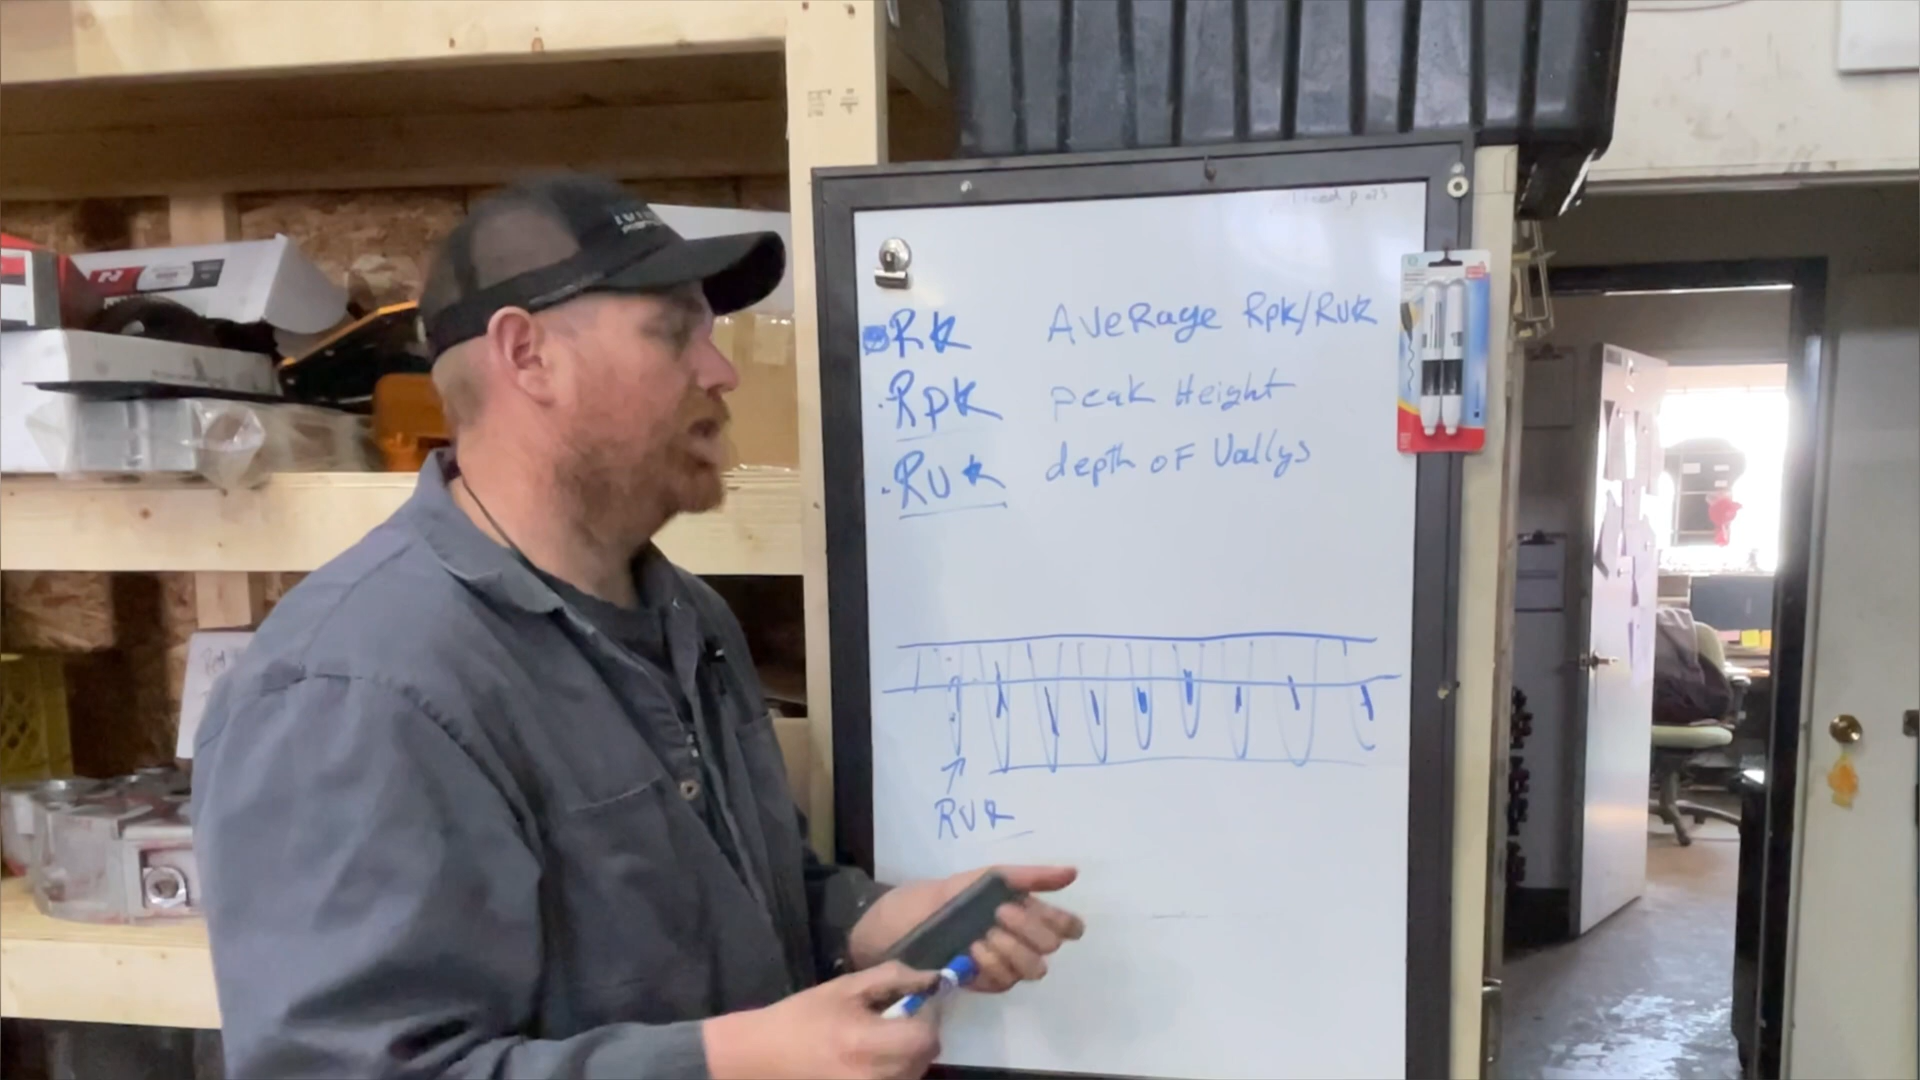 Rk Average Rpk/Rvk
Rpk peak Height
Rvk depth of Vallys
Rvk